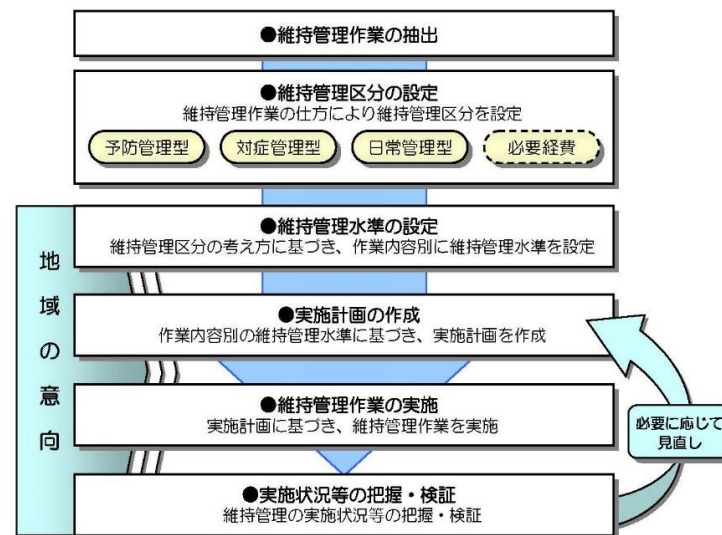 ●維持管理作業の抽出
●維持管理区分の設定
維持管理作業の仕方により維持管理区分を設定
予防管理型
対症管理型
日常管理型
必要経費
●維持管理水準の設定
維持管理区分の考え方に基づき、作業内容別に維持管理水準を設定
●実施計画の作成
作業内容別の維持管理水準に基づき、実施計画を作成
●維持管理作業の実施
実施計画に基づき、維持管理作業を実施
●実施状況等の把握・検証
維持管理の実施状況等の把握・検証
地域の意向
必要に応じて
見直し